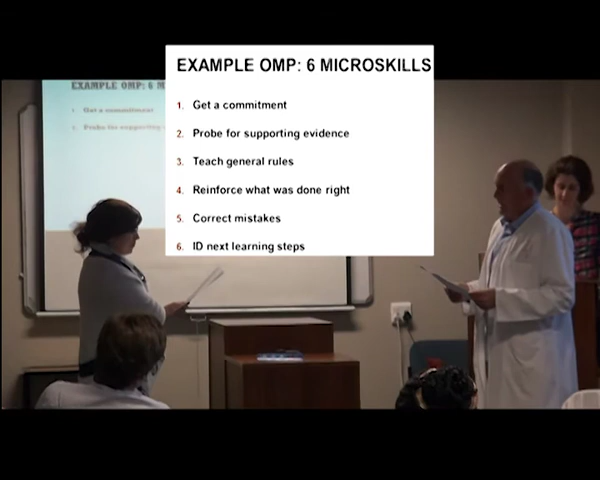 EXAMPLE OMP: 6 MICROSKILLS
1. Get a commitment
2. Probe for supporting evidence
3. Teach general rules
4. Reinforce what was done right
5. Correct mistakes
6. ID next learning steps
EXAMPLE OMP: 6 M
Get a commitment
Probe for supporting